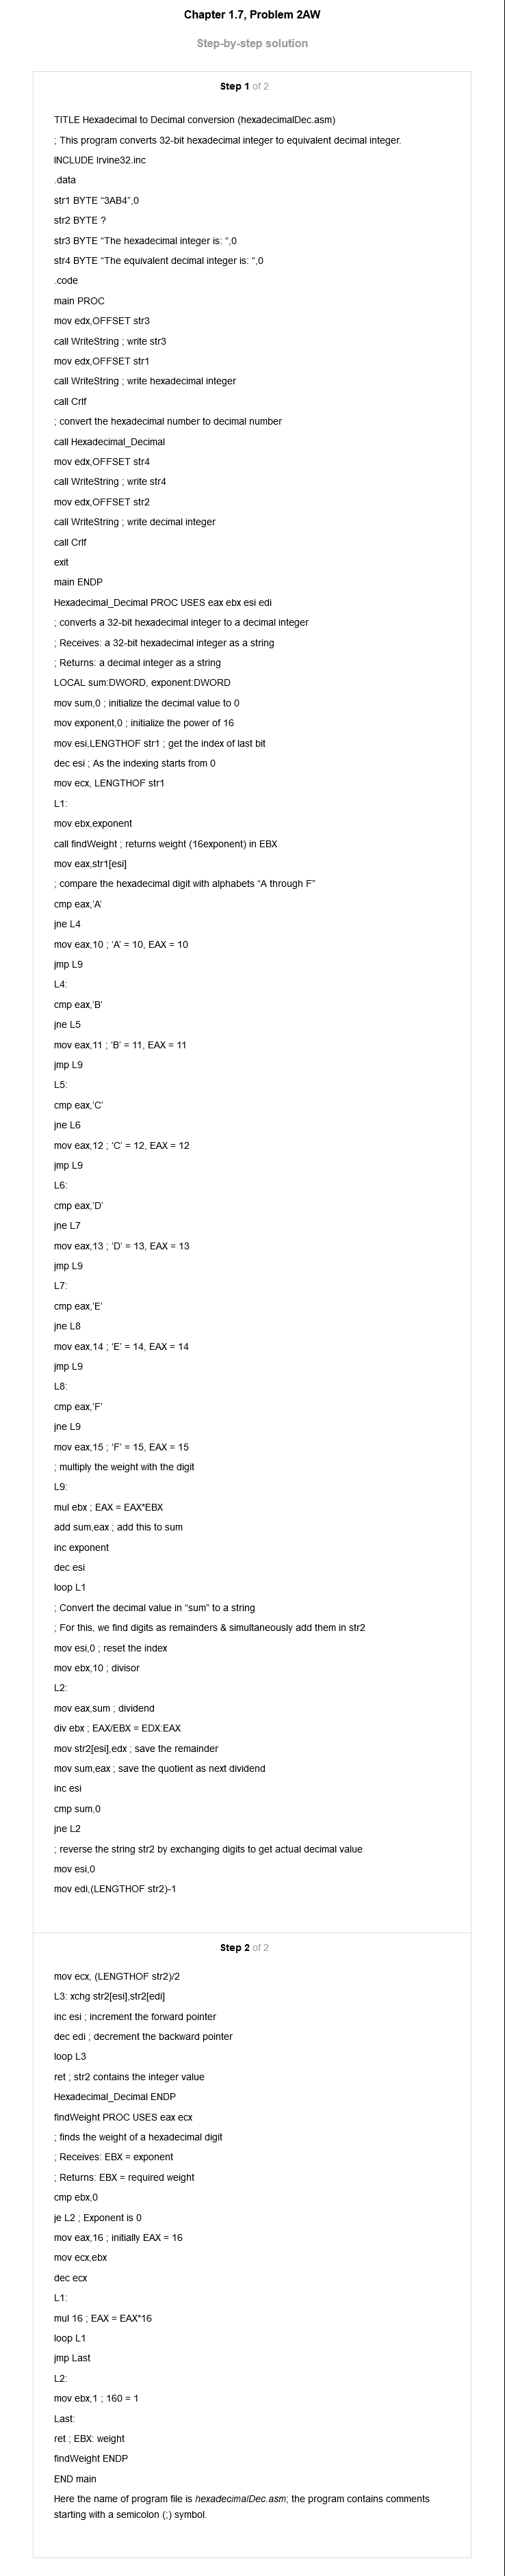 Chapter 1.7, Problem 2AW
Step-by-step solution
Step 1 of 2
TITLE Hexadecimal to Decimal conversion (hexadecimalDec.asm)
; This program converts 32-bit hexadecimal integer to equivalent decimal integer.
INCLUDE Irvine32.inc
.data
str1 BYTE “3AB4”,0
str2 BYTE ?
str3 BYTE “The hexadecimal integer is: “,0
str4 BYTE “The equivalent decimal integer is: “,0
.code
main PROC
mov edx,OFFSET str3
call WriteString ; write str3
mov edx,OFFSET str1
call WriteString ; write hexadecimal integer
call Crlf
; convert the hexadecimal number to decimal number
call Hexadecimal_Decimal
mov edx,OFFSET str4
call WriteString ; write str4
mov edx,OFFSET str2
call WriteString ; write decimal integer
call Crlf
exit
main ENDP
Hexadecimal_Decimal PROC USES eax ebx esi edi
; converts a 32-bit hexadecimal integer to a decimal integer
; Receives: a 32-bit hexadecimal integer as a string
; Returns: a decimal integer as a string
LOCAL sum:DWORD, exponent:DWORD
mov sum,0 ; initialize the decimal value to 0
mov exponent,0 ; initialize the power of 16
mov esi,LENGTHOF str1 ; get the index of last bit
dec esi ; As the indexing starts from 0
mov ecx, LENGTHOF str1
L1:
mov ebx,exponent
call findWeight ; returns weight (16exponent) in EBX
mov eax,str1[esi]
; compare the hexadecimal digit with alphabets “A through F”
cmp eax,‘A’
jne L4
mov eax,10 ; ‘A’ = 10, EAX = 10
jmp L9
L4:
cmp eax,‘B’
jne L5
mov eax,11 ; ‘B’ = 11, EAX = 11
jmp L9
L5:
cmp eax,‘C’
jne L6
mov eax,12 ; ‘C’ = 12, EAX = 12
jmp L9
L6:
cmp eax,‘D’
jne L7
mov eax,13 ; ‘D’ = 13, EAX = 13
jmp L9
L7:
cmp eax,‘E’
jne L8
mov eax,14 ; ‘E’ = 14, EAX = 14
jmp L9
L8:
cmp eax,‘F’
jne L9
mov eax,15 ; ‘F’ = 15, EAX = 15
; multiply the weight with the digit
L9:
mul ebx ; EAX = EAX*EBX
add sum,eax ; add this to sum
inc exponent
dec esi
loop L1
; Convert the decimal value in “sum” to a string
; For this, we find digits as remainders & simultaneously add them in str2
mov esi,0 ; reset the index
mov ebx,10 ; divisor
L2:
mov eax,sum ; dividend
div ebx ; EAX/EBX = EDX:EAX
mov str2[esi],edx ; save the remainder
mov sum,eax ; save the quotient as next dividend
inc esi
cmp sum,0
jne L2
; reverse the string str2 by exchanging digits to get actual decimal value
mov esi,0
mov edi,(LENGTHOF str2)-1
Step 2 of 2
mov ecx, (LENGTHOF str2)/2
L3: xchg str2[esi],str2[edi]
inc esi ; increment the forward pointer
dec edi ; decrement the backward pointer
loop L3
ret ; str2 contains the integer value
Hexadecimal_Decimal ENDP
findWeight PROC USES eax ecx
; finds the weight of a hexadecimal digit
; Receives: EBX = exponent
; Returns: EBX = required weight
cmp ebx,0
je L2 ; Exponent is 0
mov eax,16 ; initially EAX = 16
mov ecx,ebx
dec ecx
L1:
mul 16 ; EAX = EAX*16
loop L1
jmp Last
L2:
mov ebx,1 ; 160 = 1
Last:
ret ; EBX: weight
findWeight ENDP
END main
Here the name of program file is hexadecimalDec.asm; the program contains comments
starting with a semicolon (;) symbol.